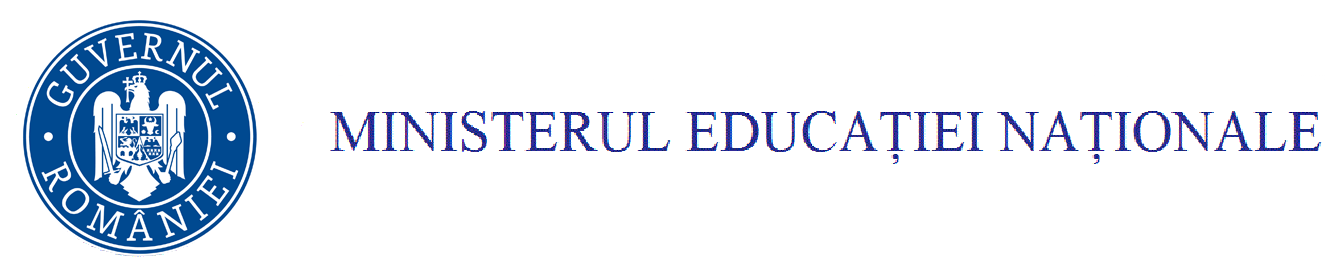 GUVERNUL
ROMÂNIEI
MINISTERUL EDUCAȚIEI NAȚIONALE